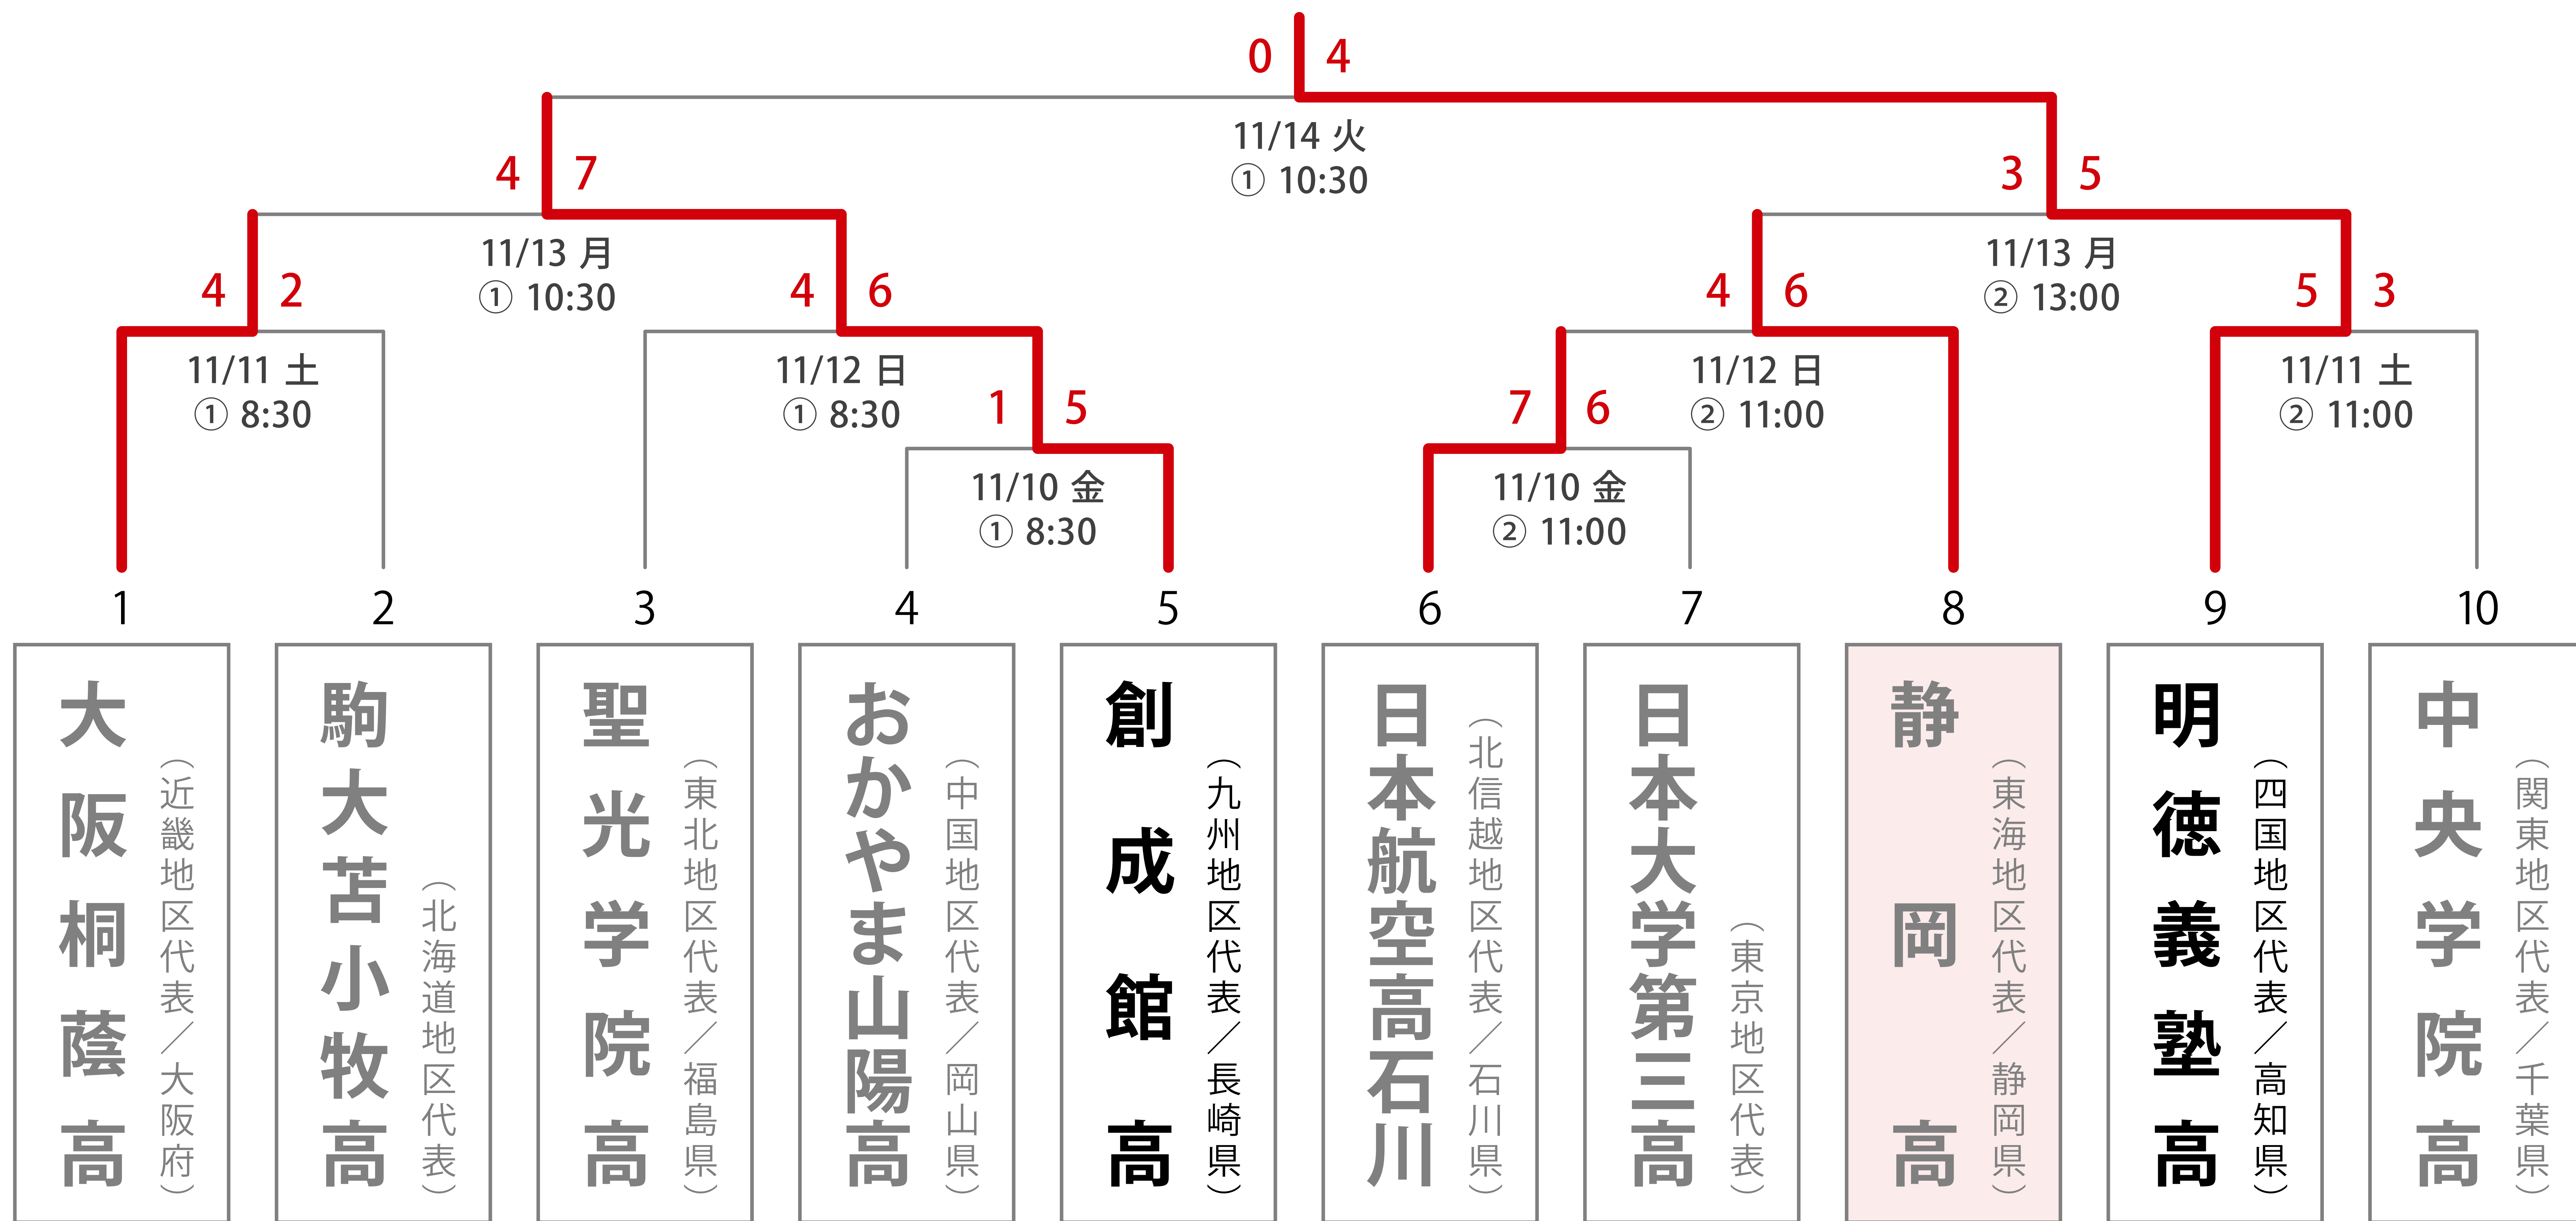 0 4
11/14 火
① 10:30
4 7
3 5
11/13 月
① 10:30
11/13 月
② 13:00
4 2
4 6
4 6
5 3
11/11 土
① 8:30
11/12 日
① 8:30
11/12 日
② 11:00
11/11 土
② 11:00
1 5
7 6
11/10 金
① 8:30
11/10 金
② 11:00
1
2
3
4
5
6
7
8
9
10
大阪桐蔭高
（近畿地区代表／大阪府）
駒大苫小牧高
（北海道地区代表）
聖光学院高
（東北地区代表／福島県）
おかやま山陽高
（中国地区代表／岡山県）
創成館高
（九州地区代表／長崎県）
日本航空高石川
（北信越地区代表／石川県）
日本大学第三高
（東京地区代表）
静岡高
（東海地区代表／静岡県）
明徳義塾高
（四国地区代表／高知県）
中央学院高
（関東地区代表／千葉県）